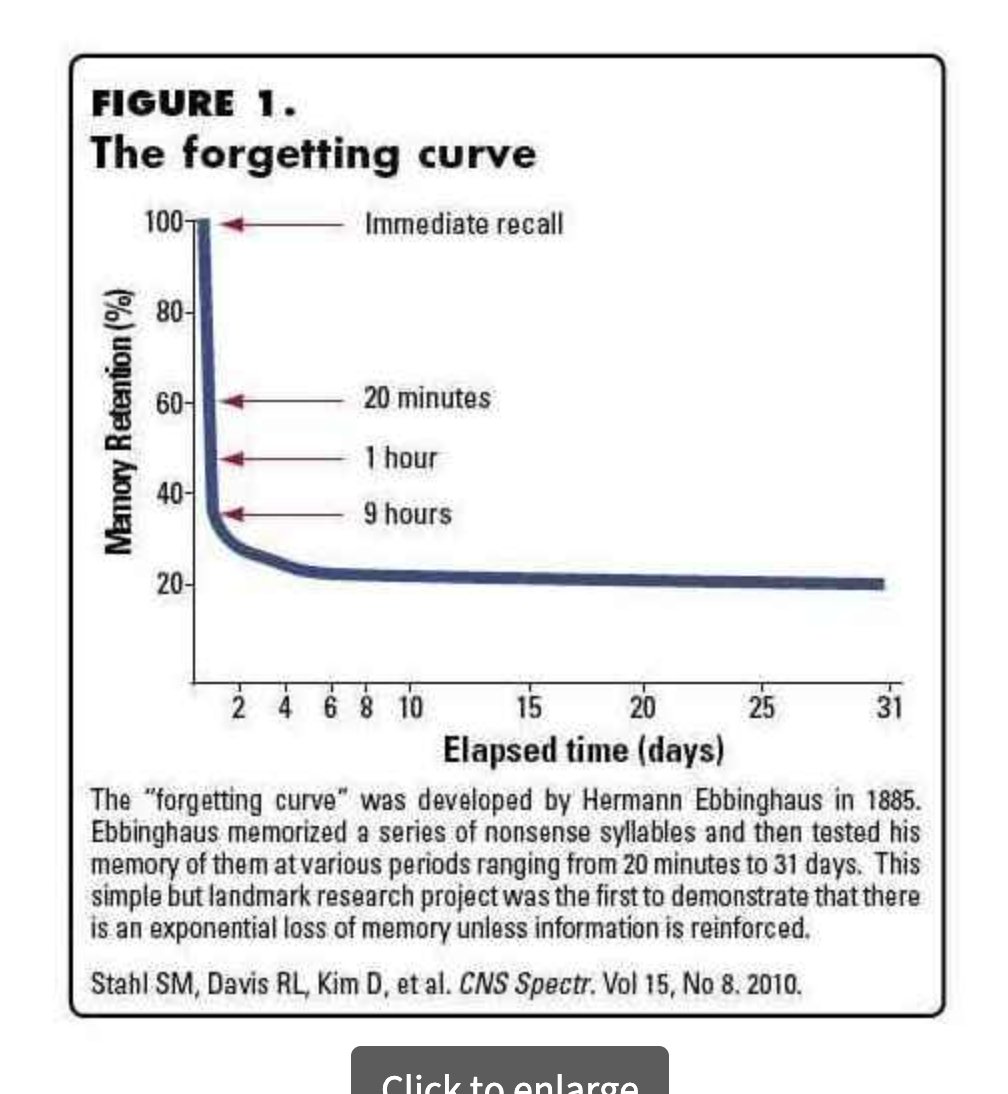 FIGURE 1.
The forgetting curve
100
Immediate recall
80
60
20 minutes
1 hour
40
9 hours
20
Memory Retention (%)
2 4 6 8 10 15 20 25 31
Elapsed time (days)
The "forgetting curve" was developed by Hermann Ebbinghaus in 1885.
Ebbinghaus memorized a series of nonsense syllables and then tested his
memory of them at various periods ranging from 20 minutes to 31 days. This
simple but landmark research project was the first to demonstrate that there
is an exponential loss of memory unless information is reinforced.
Stahl SM, Davis RL, Kim D, et al. CNS Spectr. Vol 15, No 8. 2010.
Click to enlarge